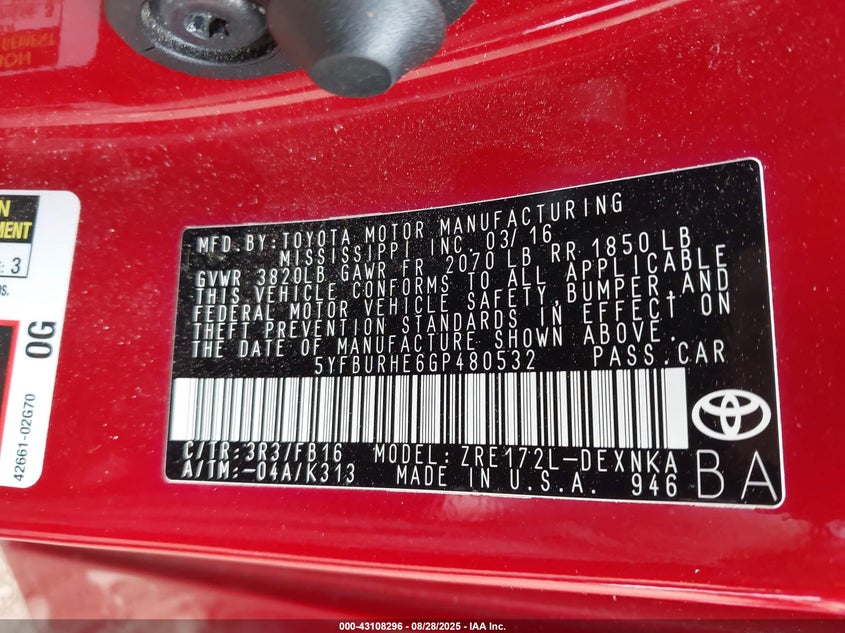 MFD. BY: TOYOTA MOTOR MANUFACTURING
MISSISSIPPI INC. 03/16
GVWR 3820LB GAWR FR 2070 LB RR 1850 LB
THIS VEHICLE CONFORMS TO ALL APPLICABLE
FEDERAL MOTOR VEHICLE SAFETY, BUMPER, AND
THEFT PREVENTION STANDARDS IN EFFECT ON
THE DATE OF MANUFACTURE SHOWN ABOVE.
5YFBURHE6GP480532 PASS. CAR
C/TR: 3R3/FB16 MODEL: ZRE172L-DEXNKA
A/TM: -04A/K313 MADE IN U.S.A. 946
BA
3
0G
42661-02G70
000-43108296 - 08/28/2025 - IAA Inc.